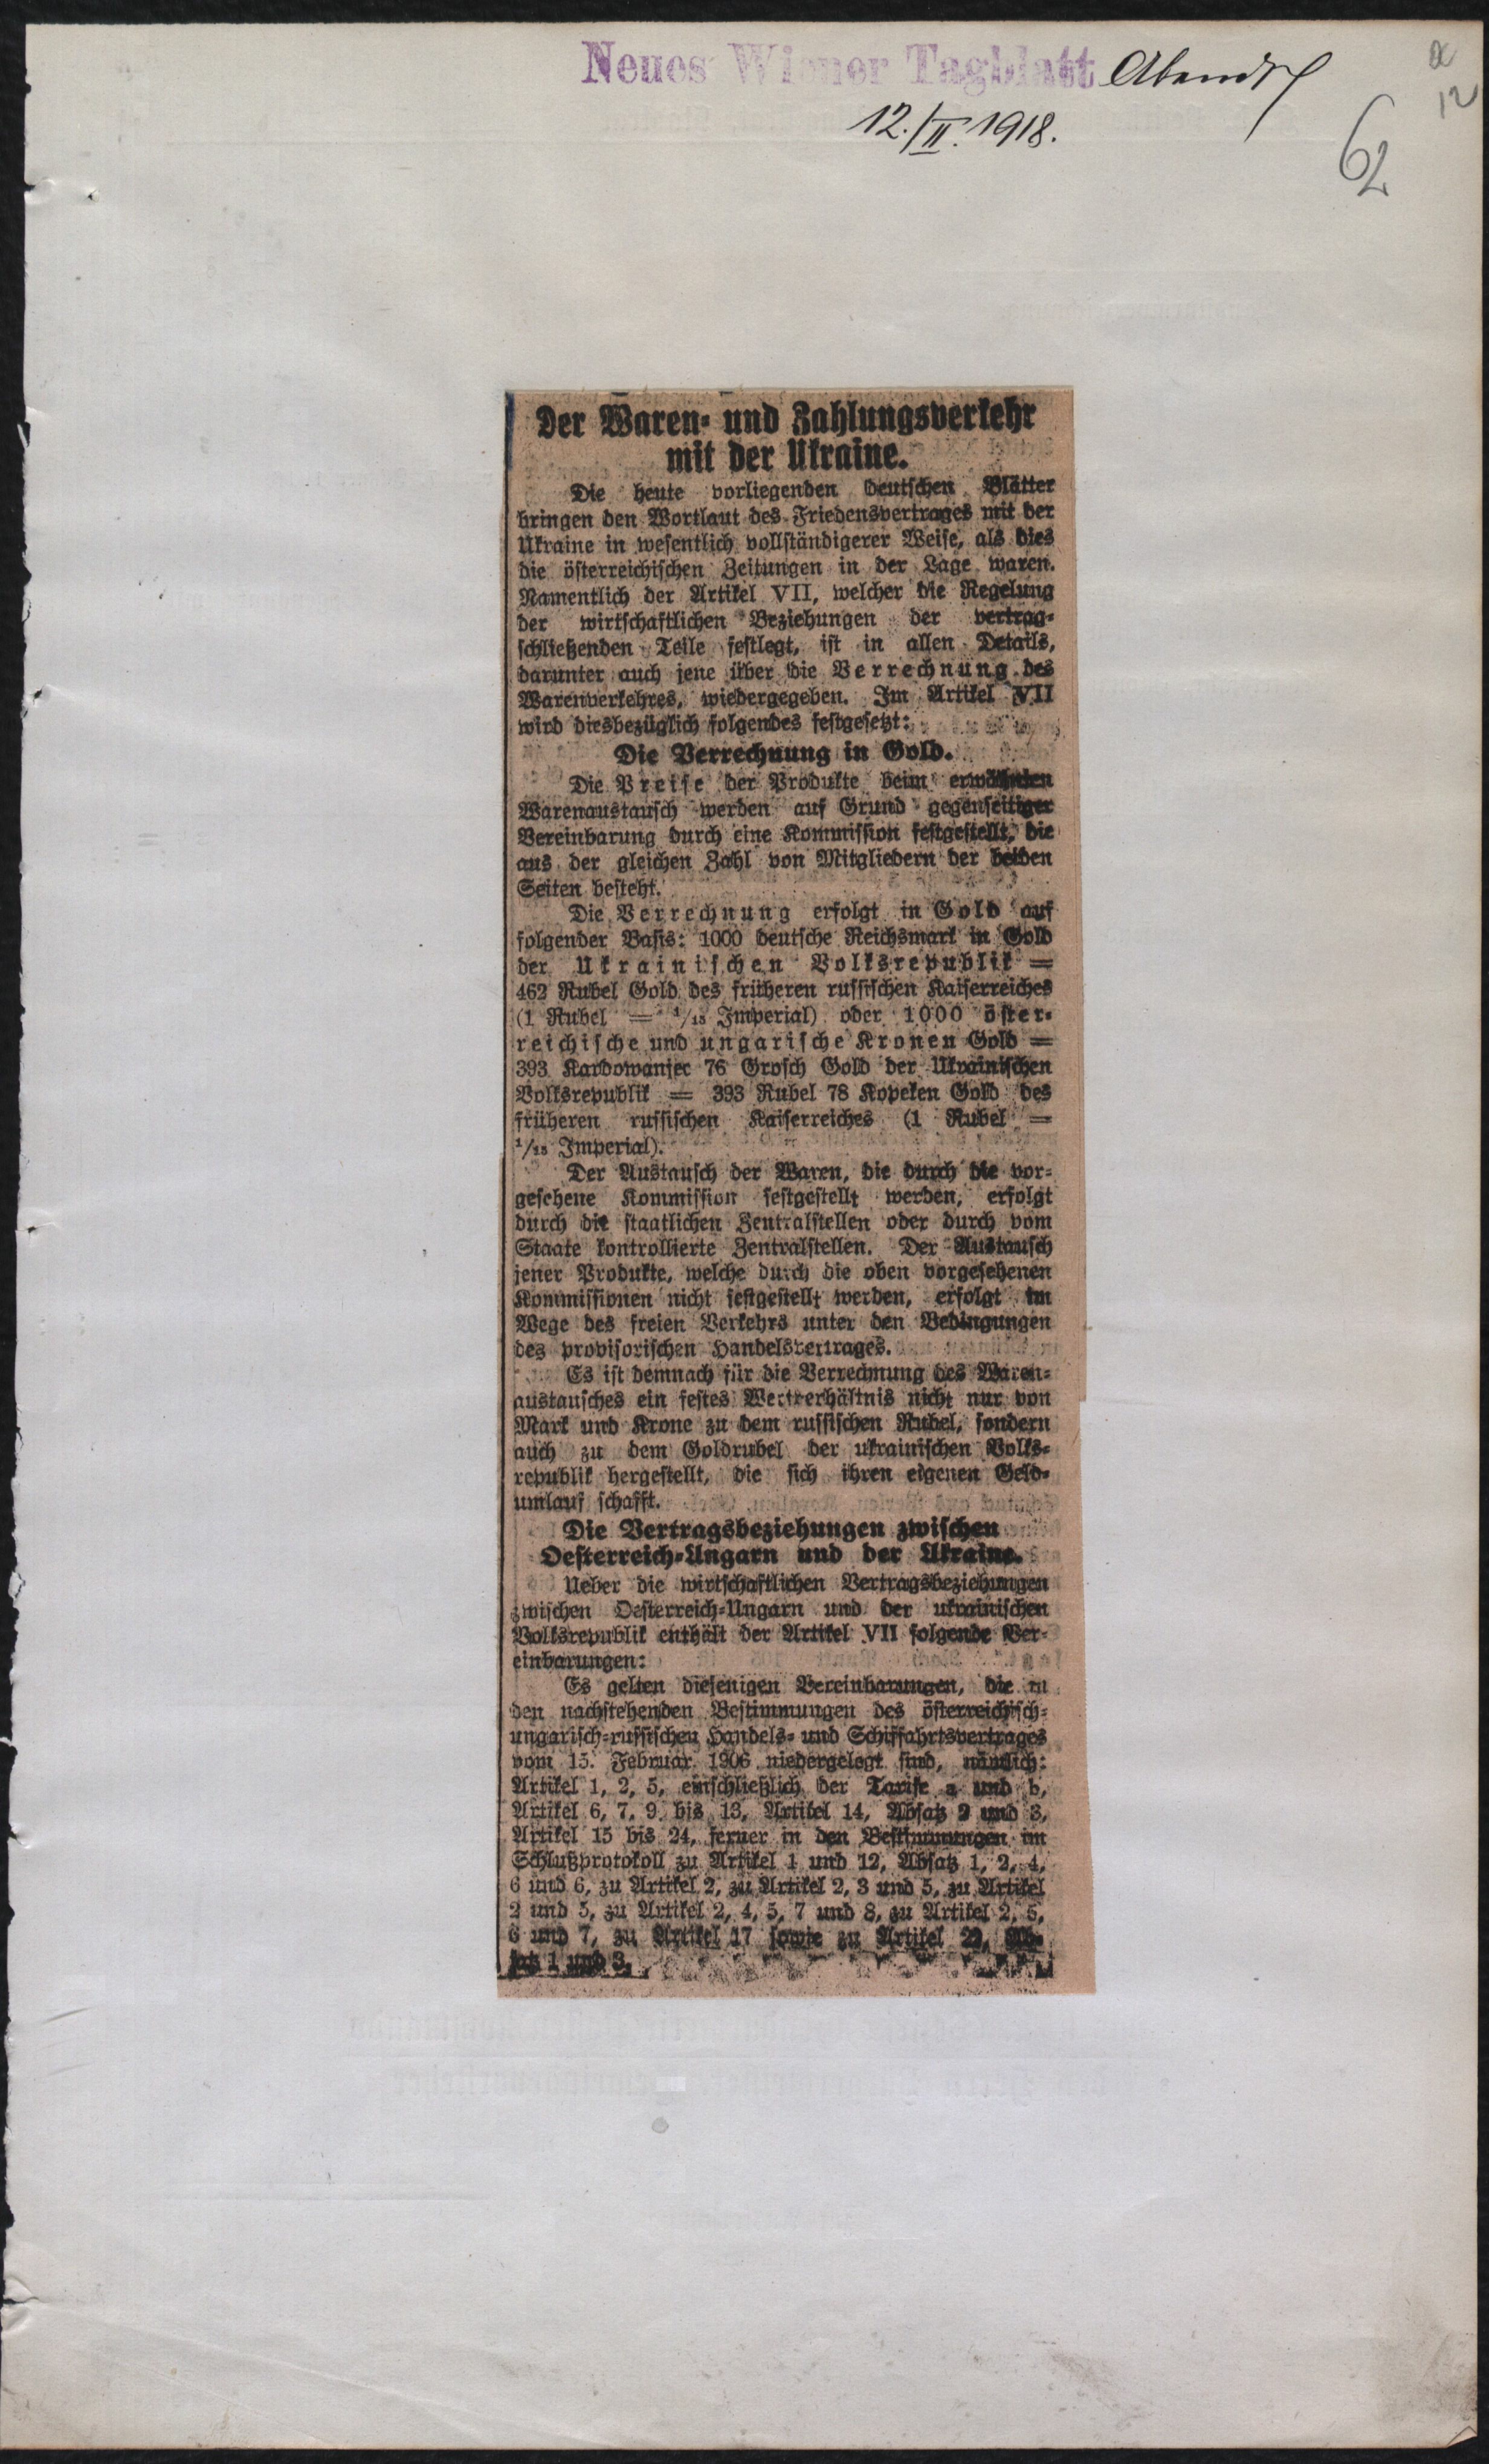 Neues Wiener Tagblatt
12./II. 1918.
62
12
Der Waren- und Zahlungsverkehr
mit der Ukraine.
Die heute vorliegenden deutschen Blätter
bringen den Wortlaut des Friedensvertrages mit der
Ukraine in wesentlich vollständigerer Weise, als dies
die österreichischen Zeitungen in der Lage waren.
Namentlich der Artikel VII, welcher die Regelung
der wirtschaftlichen Beziehungen der vertrag-
schließenden Teile festlegt, ist in allen Details,
darunter auch jene über die Verrechnung des
Warenverkehres, wiedergegeben. Im Artikel VII
wird diesbezüglich folgendes festgesetzt:
Die Verrechnung in Gold.
Die Preise der Produkte beim erwähnten
Warenaustausch werden auf Grund gegenseitiger
Vereinbarung durch eine Kommission festgestellt, die
aus der gleichen Zahl von Mitgliedern der beiden
Seiten besteht.
Die Verrechnung erfolgt in Gold auf
folgender Basis: 1000 deutsche Reichsmark in Gold
der Ukrainischen Volksrepublik =
462 Rubel Gold des früheren russischen Kaiserreiches
(1 Rubel = 1/15 Imperial) oder 1000 öster-
reichische und ungarische Kronen Gold =
393 Kardowanjec 76 Grosch Gold der Ukrainischen
Volksrepublik = 393 Rubel 78 Kopeken Gold des
früheren russischen Kaiserreiches (1 Rubel =
1/15 Imperial).
Der Austausch der Waren, die durch die vor-
gesehene Kommission festgestellt werden, erfolgt
durch die staatlichen Zentralstellen oder durch vom
Staate kontrollierte Zentralstellen. Der Austausch
jener Produkte, welche durch die oben vorgesehenen
Kommissionen nicht festgestellt werden, erfolgt im
Wege des freien Verkehrs unter den Bedingungen
des provisorischen Handelsvertrages.
Es ist demnach für die Verrechnung des Waren-
austausches ein festes Wertverhältnis nicht nur von
Mark und Krone zu dem russischen Rubel, sondern
auch zu dem Goldrubel der ukrainischen Volks-
republik hergestellt, die sich ihren eigenen Geld-
umlauf schafft.
Die Vertragsbeziehungen zwischen
Oesterreich-Ungarn und der Ukraine.
Ueber die wirtschaftlichen Vertragsbeziehungen
zwischen Oesterreich-Ungarn und der ukrainischen
Volksrepublik enthält der Artikel VII folgende Ver-
einbarungen:
Es gelten diejenigen Vereinbarungen, die in
den nachstehenden Bestimmungen des österreichisch-
ungarisch-russischen Handels- und Schiffahrtsvertrages
vom 15. Februar 1906 niedergelegt sind, nämlich:
Artikel 1, 2, 5, einschließlich der Tarife a und b,
Artikel 6, 7, 9 bis 13, Artikel 14, Absatz 2 und 3,
Artikel 15 bis 24, ferner in den Bestimmungen im
Schlußprotokoll zu Artikel 1 und 12, Absatz 1, 2, 4,
6 und 6, zu Artikel 2, zu Artikel 2, 3 und 5, zu Artikel
2 und 5, zu Artikel 2, 4, 5, 7 und 8, zu Artikel 2, 5,
6 und 7, zu Artikel 17 sowie zu Artikel 22, Ab-
satz 1 und 3.